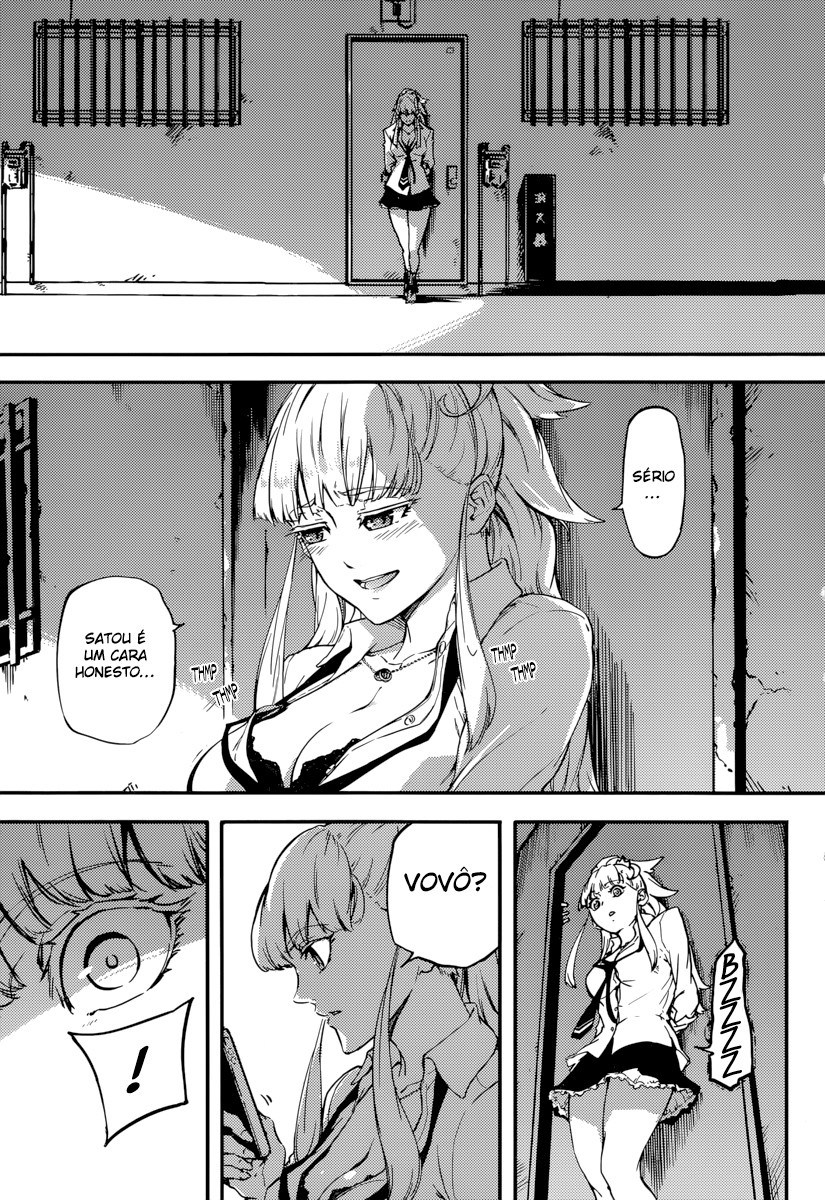 SÉRIO
...
THMP
THMP
THMP
THMP
SATOU É
UM CARA
HONESTO...
BZZZZ
VOVÔ?
!